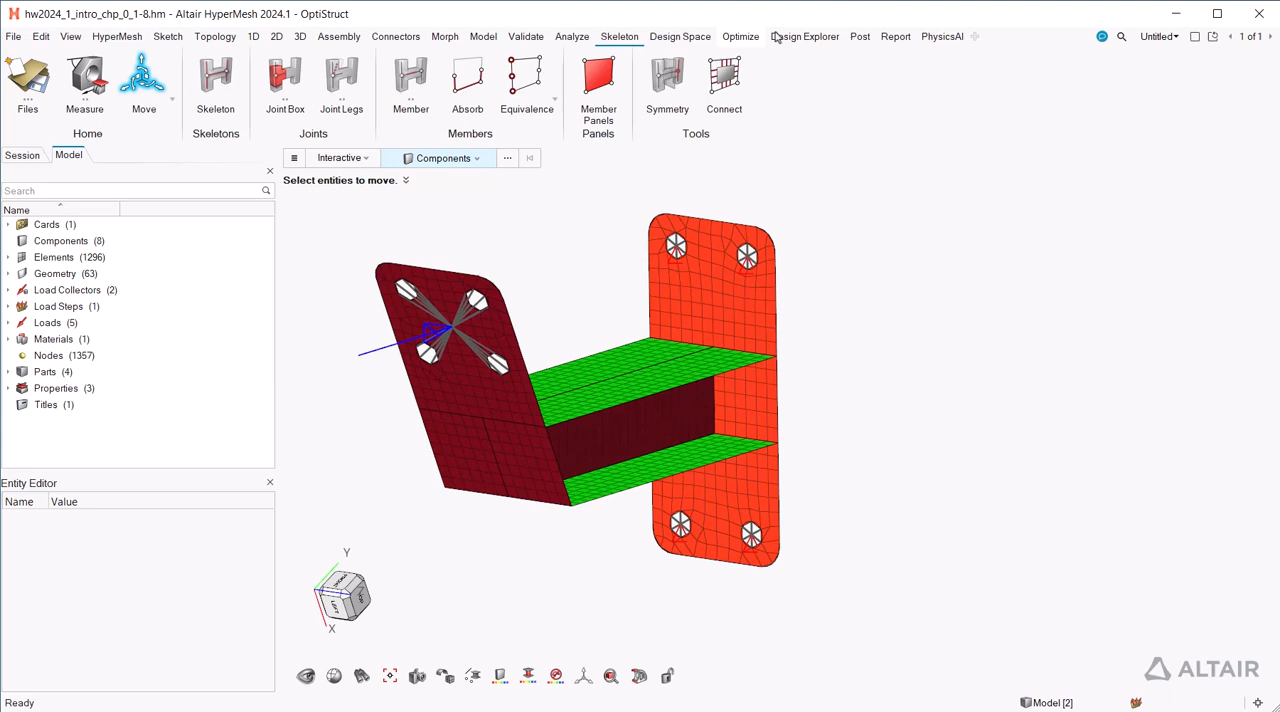 hw2024_1_intro_chp_0_1-8.hm - Altair HyperMesh 2024.1 - OptiStruct
File Edit View HyperMesh Sketch Topology 1D 2D 3D Assembly Connectors Morph Model Validate Analyze Skeleton Design Space Optimize Design Explorer Post Report PhysicsAI Untitled 1 of 1
Files Measure Move Skeleton Joint Box Joint Legs Member Absorb Equivalence Member Panels Symmetry Connect
Home Skeletons Joints Members Panels Tools
Session Model
Interactive Components
Select entities to move.
Search
Name
Cards (1)
Components (8)
Elements (1296)
Geometry (63)
Load Collectors (2)
Load Steps (1)
Loads (5)
Materials (1)
Nodes (1357)
Parts (4)
Properties (3)
Titles (1)
Entity Editor
Name Value
Y
LEFT
X
ALTAIR
Ready
Model [2]